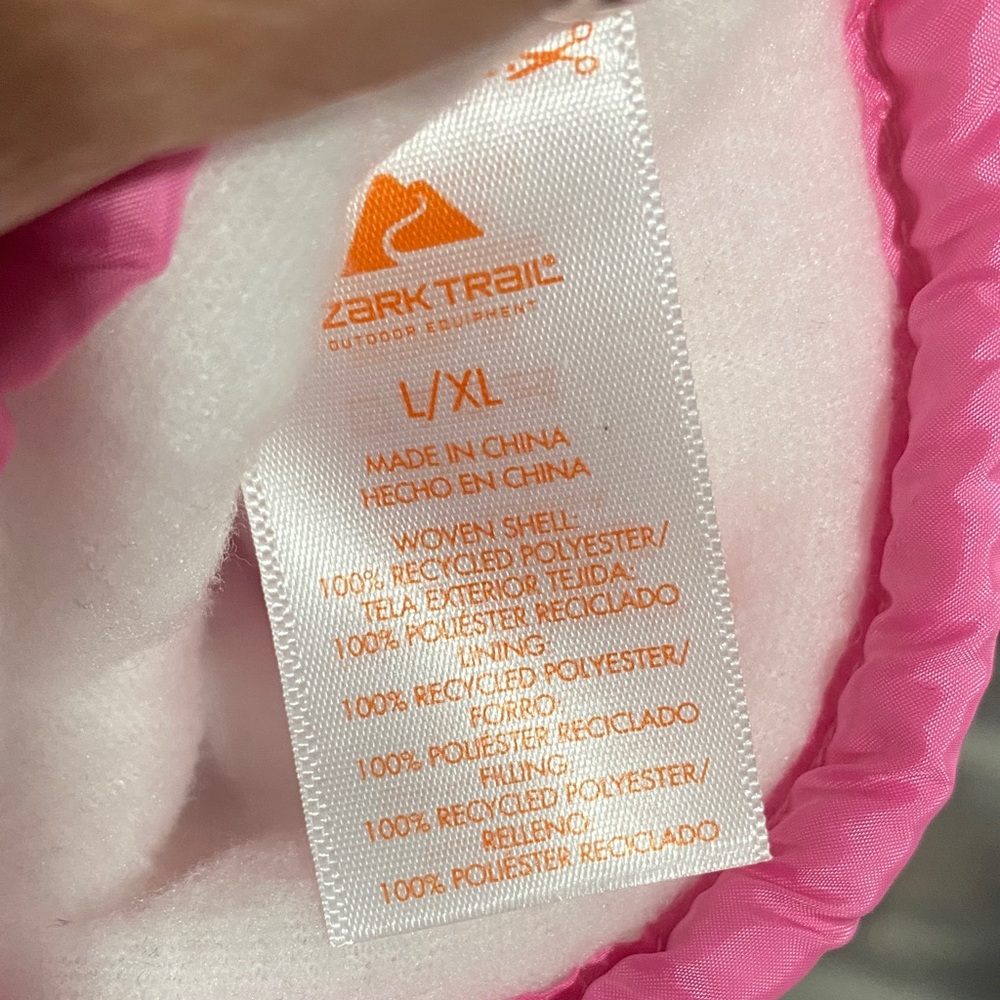 ZARK TRAIL®
OUTDOOR EQUIPMENT
L/XL
MADE IN CHINA
HECHO EN CHINA
WOVEN SHELL:
100% RECYCLED POLYESTER/
TELA EXTERIOR TEJIDA:
100% POLIÉSTER RECICLADO
LINING:
100% RECYCLED POLYESTER/
FORRO:
100% POLIÉSTER RECICLADO
FILLING:
100% RECYCLED POLYESTER/
RELLENO:
100% POLIÉSTER RECICLADO